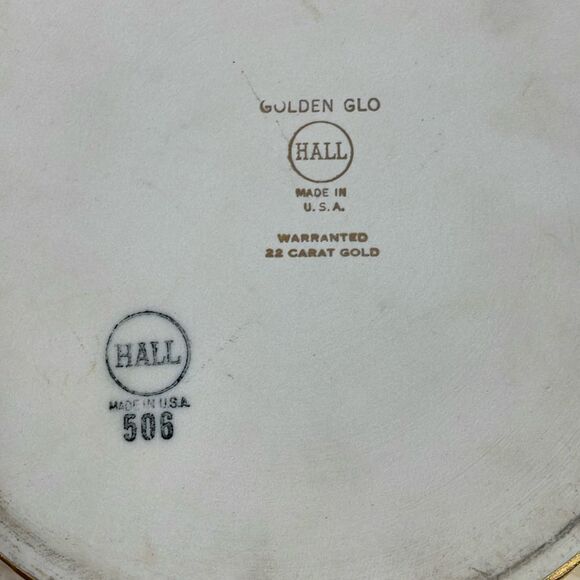 GOLDEN GLO
HALL
MADE IN
U.S.A.
WARRANTED
22 CARAT GOLD
HALL
MADE IN U.S.A.
506